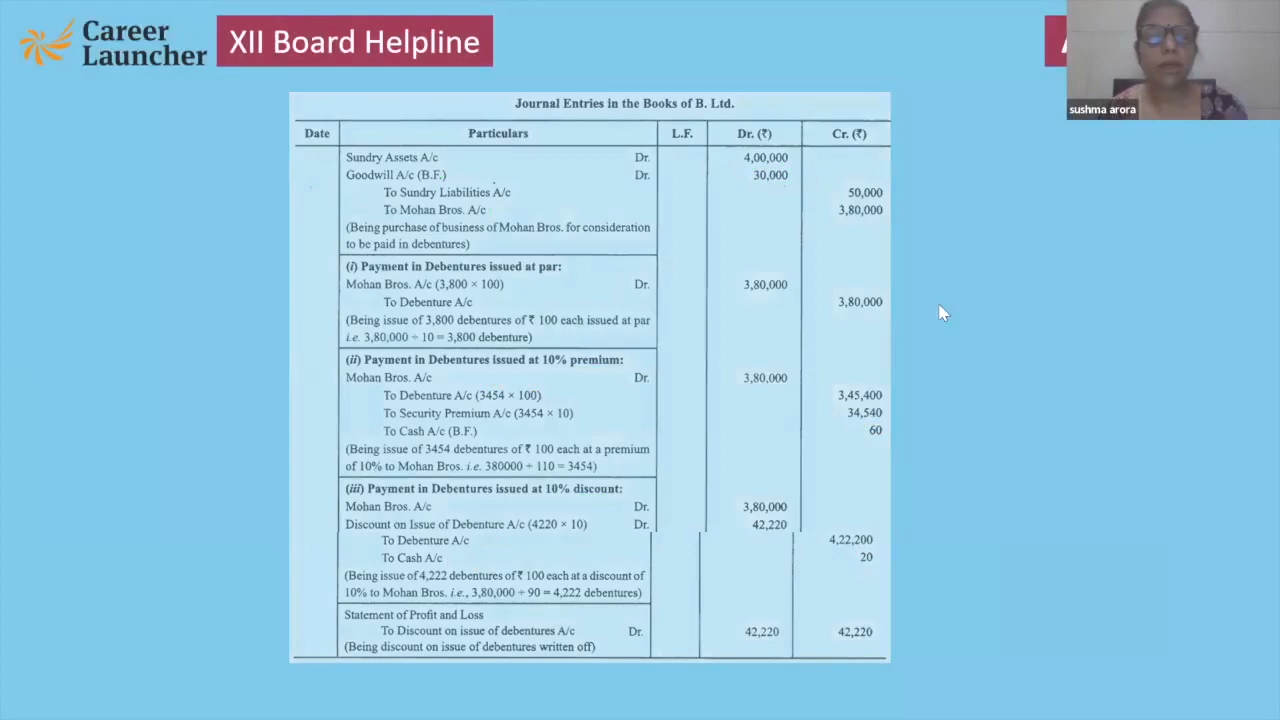 Career
Launcher
XII Board Helpline
sushma arora
Journal Entries in the Books of B. Ltd.
Date Particulars L.F. Dr. (₹) Cr. (₹)
Sundry Assets A/c Dr. 4,00,000
Goodwill A/c (B.F.) Dr. 30,000
To Sundry Liabilities A/c 50,000
To Mohan Bros. A/c 3,80,000
(Being purchase of business of Mohan Bros. for consideration
to be paid in debentures)
(i) Payment in Debentures issued at par:
Mohan Bros. A/c (3,800 × 100) Dr. 3,80,000
To Debenture A/c 3,80,000
(Being issue of 3,800 debentures of ₹ 100 each issued at par
i.e. 3,80,000 ÷ 10 = 3,800 debenture)
(ii) Payment in Debentures issued at 10% premium:
Mohan Bros. A/c Dr. 3,80,000
To Debenture A/c (3454 × 100) 3,45,400
To Security Premium A/c (3454 × 10) 34,540
To Cash A/c (B.F.) 60
(Being issue of 3454 debentures of ₹ 100 each at a premium
of 10% to Mohan Bros. i.e. 380000 ÷ 110 = 3454)
(iii) Payment in Debentures issued at 10% discount:
Mohan Bros. A/c Dr. 3,80,000
Discount on Issue of Debenture A/c (4220 × 10) Dr. 42,220
To Debenture A/c 4,22,200
To Cash A/c 20
(Being issue of 4,222 debentures of ₹ 100 each at a discount of
10% to Mohan Bros. i.e., 3,80,000 ÷ 90 = 4,222 debentures)
Statement of Profit and Loss
To Discount on issue of debentures A/c Dr. 42,220 42,220
(Being discount on issue of debentures written off)